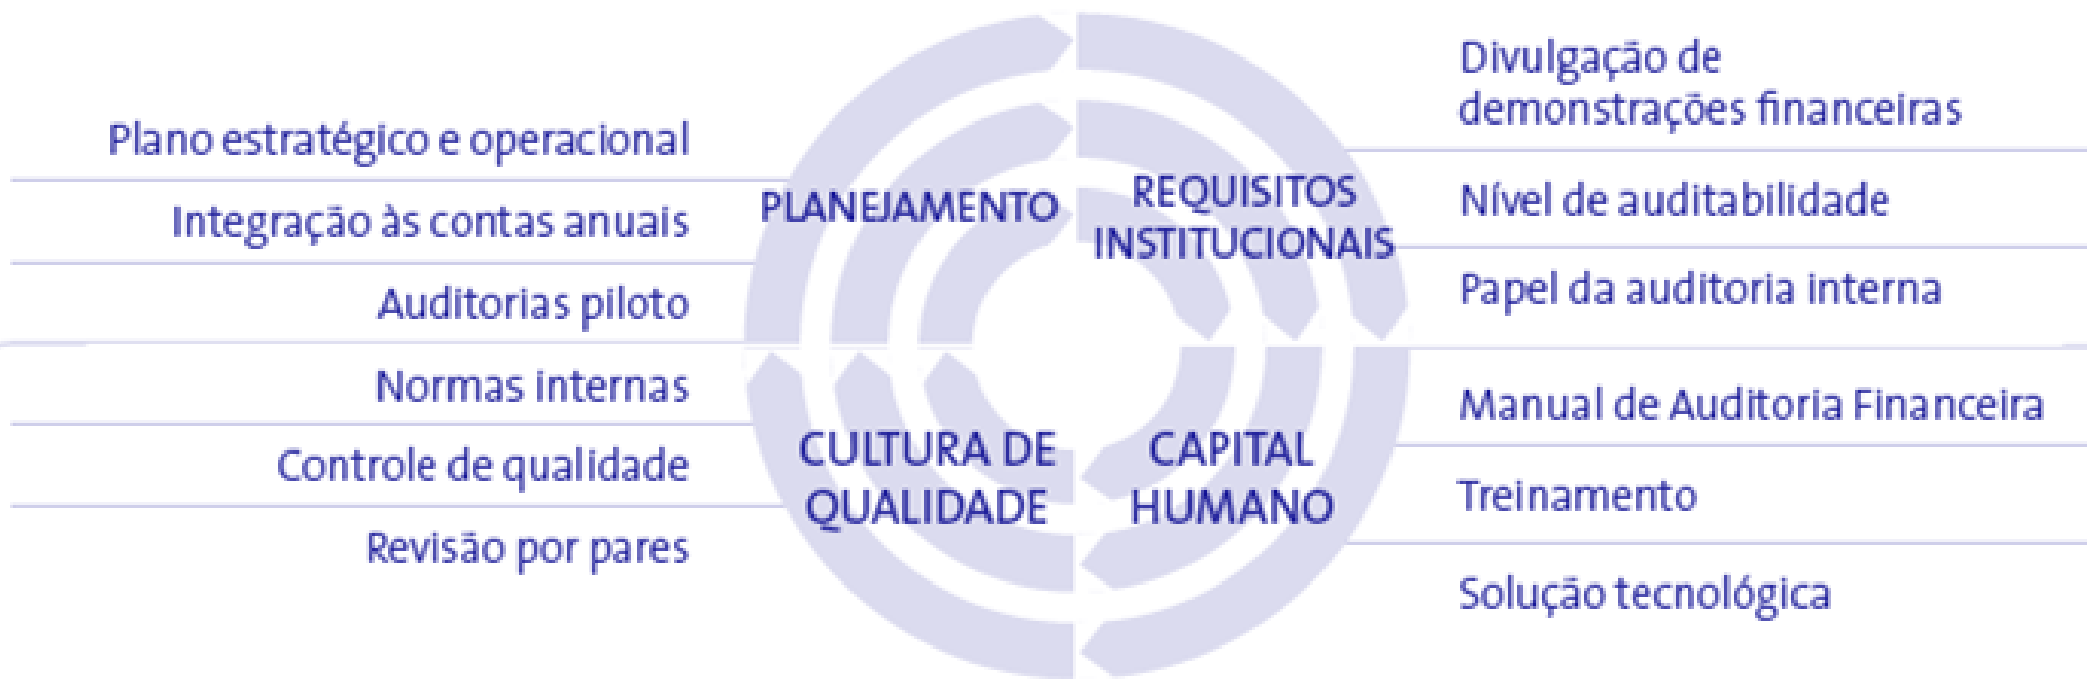 Plano estratégico e operacional
Integração às contas anuais
Auditorias piloto
Normas internas
Controle de qualidade
Revisão por pares
PLANEJAMENTO
REQUISITOS
INSTITUCIONAIS
CULTURA DE
QUALIDADE
CAPITAL
HUMANO
Divulgação de
demonstrações financeiras
Nível de auditabilidade
Papel da auditoria interna
Manual de Auditoria Financeira
Treinamento
Solução tecnológica